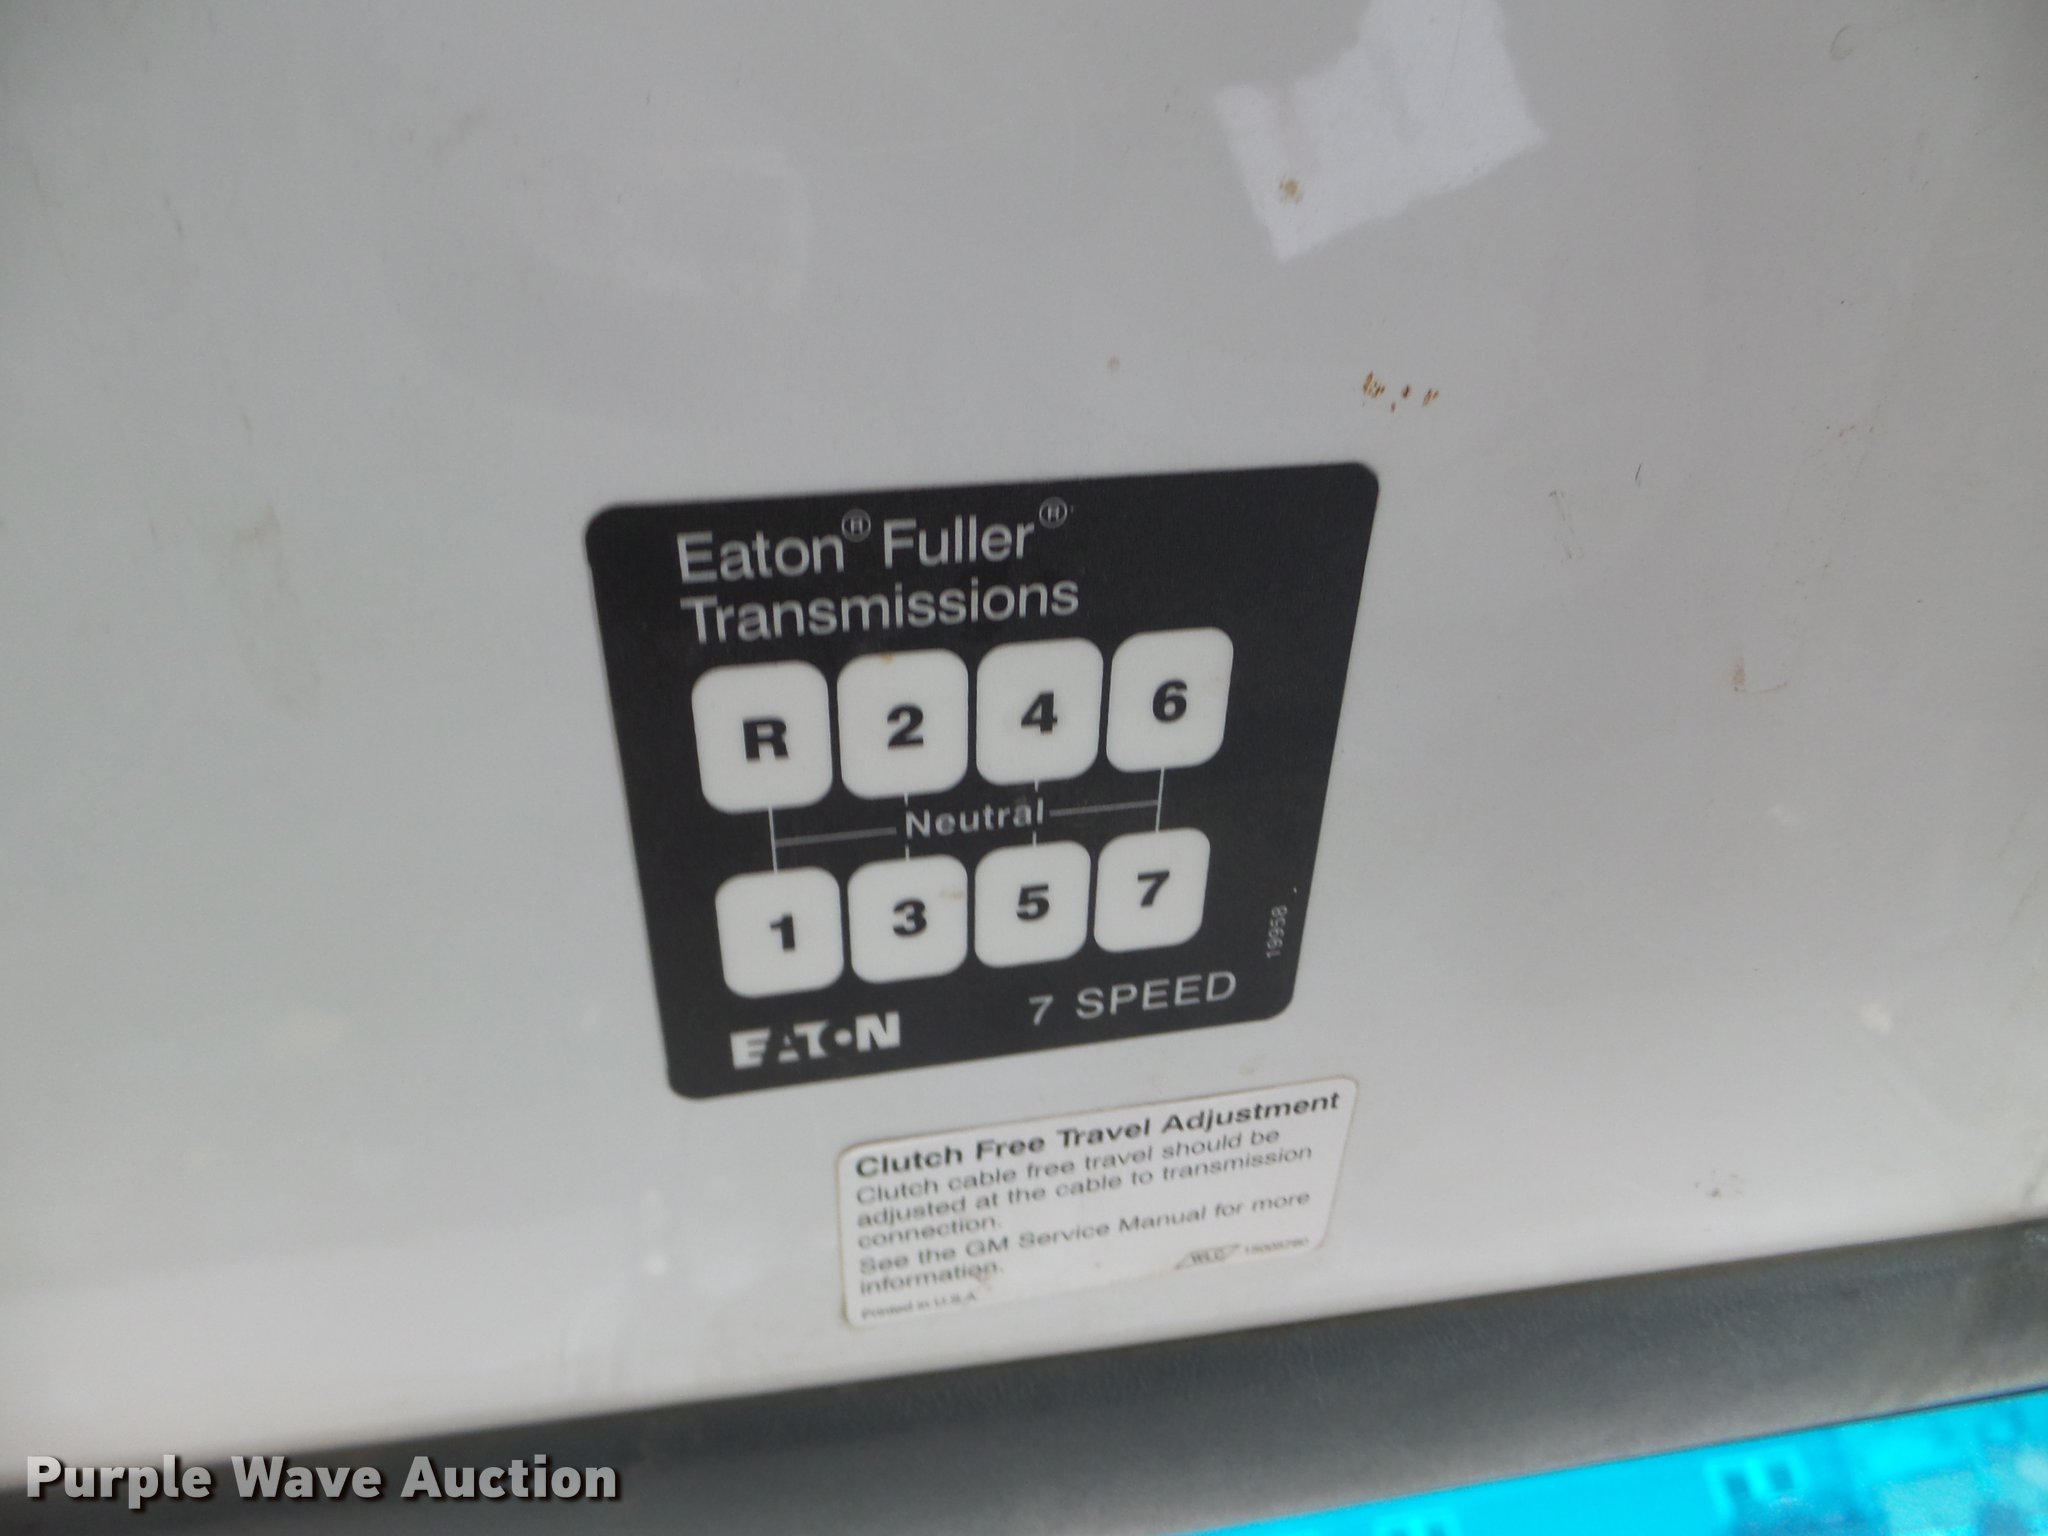 Eaton® Fuller®
Transmissions
R 2 4 6
Neutral
1 3 5 7
19958
EATON 7 SPEED
Clutch Free Travel Adjustment
Clutch cable free travel should be
adjusted at the cable to transmission
connection.
See the GM Service Manual for more
information.
Printed in U.S.A.
WLC
Purple Wave Auction